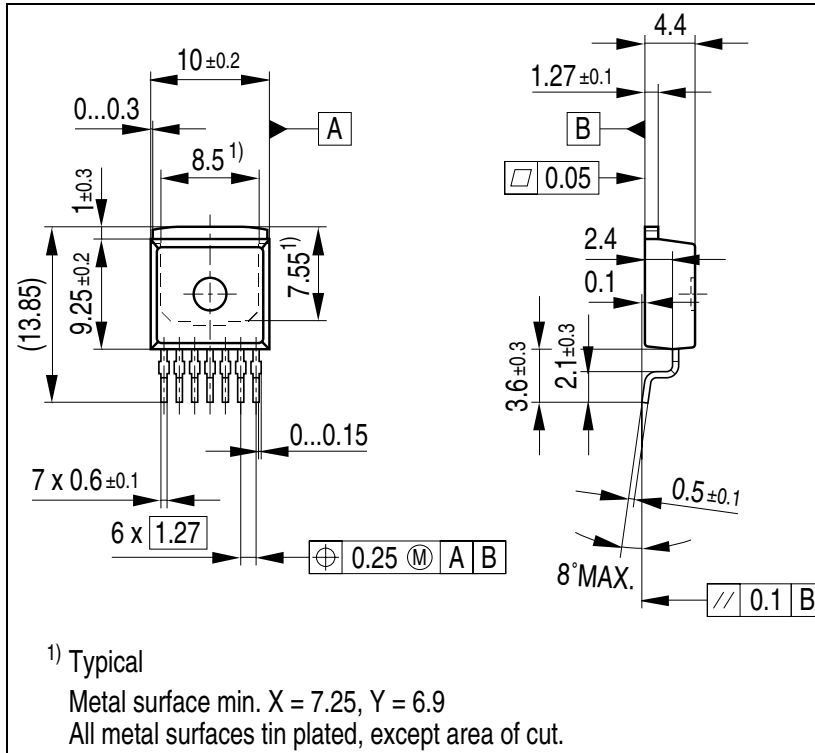 4.4
10±0.2
1.27±0.1
0...0.3
A
B
8.5 1)
0.05
1±0.3
2.4
7.55 1)
0.1
9.25±0.2
(13.85)
3.6±0.3
2.1±0.3
0...0.15
7 x 0.6±0.1
0.5±0.1
6 x 1.27
⌖ 0.25 Ⓜ A B
8° MAX.
// 0.1 B
1) Typical
Metal surface min. X = 7.25, Y = 6.9
All metal surfaces tin plated, except area of cut.